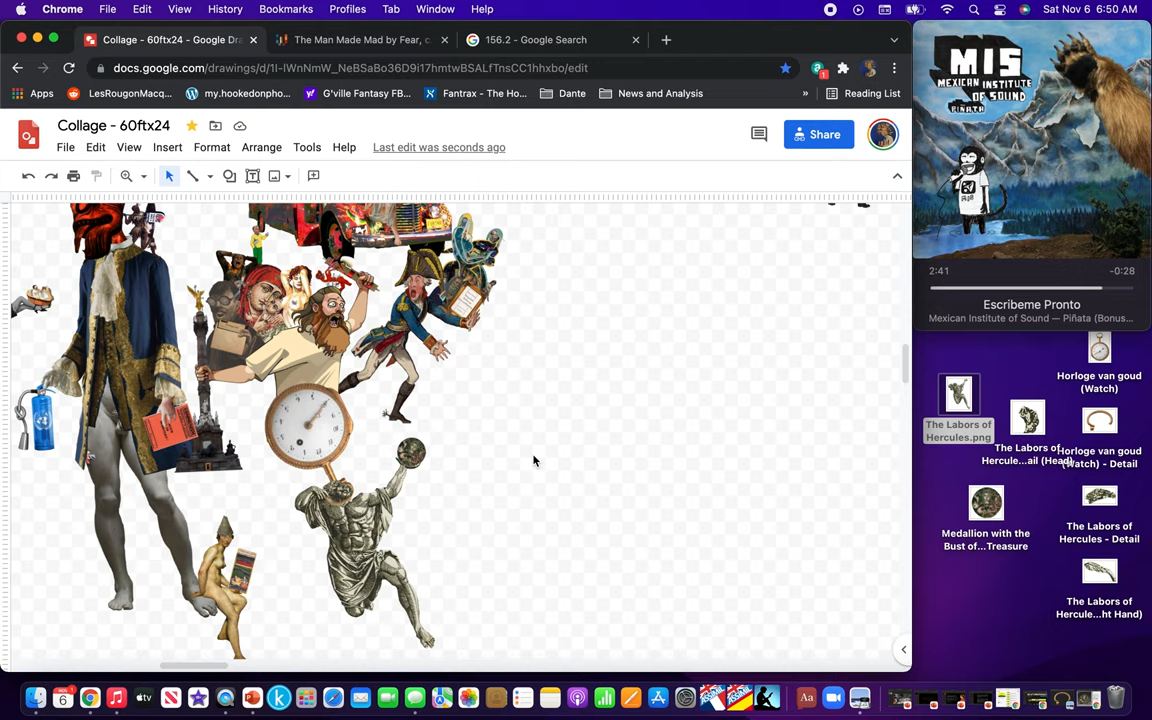 Chrome File Edit View History Bookmarks Profiles Tab Window Help Sat Nov 6 6:50 AM
Collage - 60ftx24 - Google Dra The Man Made Mad by Fear, c. 156.2 - Google Search
docs.google.com/drawings/d/1I-IWnNmW_NeBSaBo36D9i17hmtwBSALfTnsCC1hhxbo/edit
Apps LesRougonMacq... my.hookedonpho... G'ville Fantasy FB... Fantrax - The Ho... Dante News and Analysis » Reading List
Collage - 60ftx24
File Edit View Insert Format Arrange Tools Help Last edit was seconds ago
Share
MIS
MEXICAN INSTITUTE
OF SOUND
PIÑATA
2:41 -0:28
Escribeme Pronto
Mexican Institute of Sound — Piñata (Bonus...
Horloge van goud
(Watch)
The Labors of
Hercules.png
The Labors of
Hercule...ail (Head)
Horloge van goud
(Watch) - Detail
Medallion with the
Bust of...Treasure
The Labors of
Hercules - Detail
The Labors of
Hercule...ht Hand)